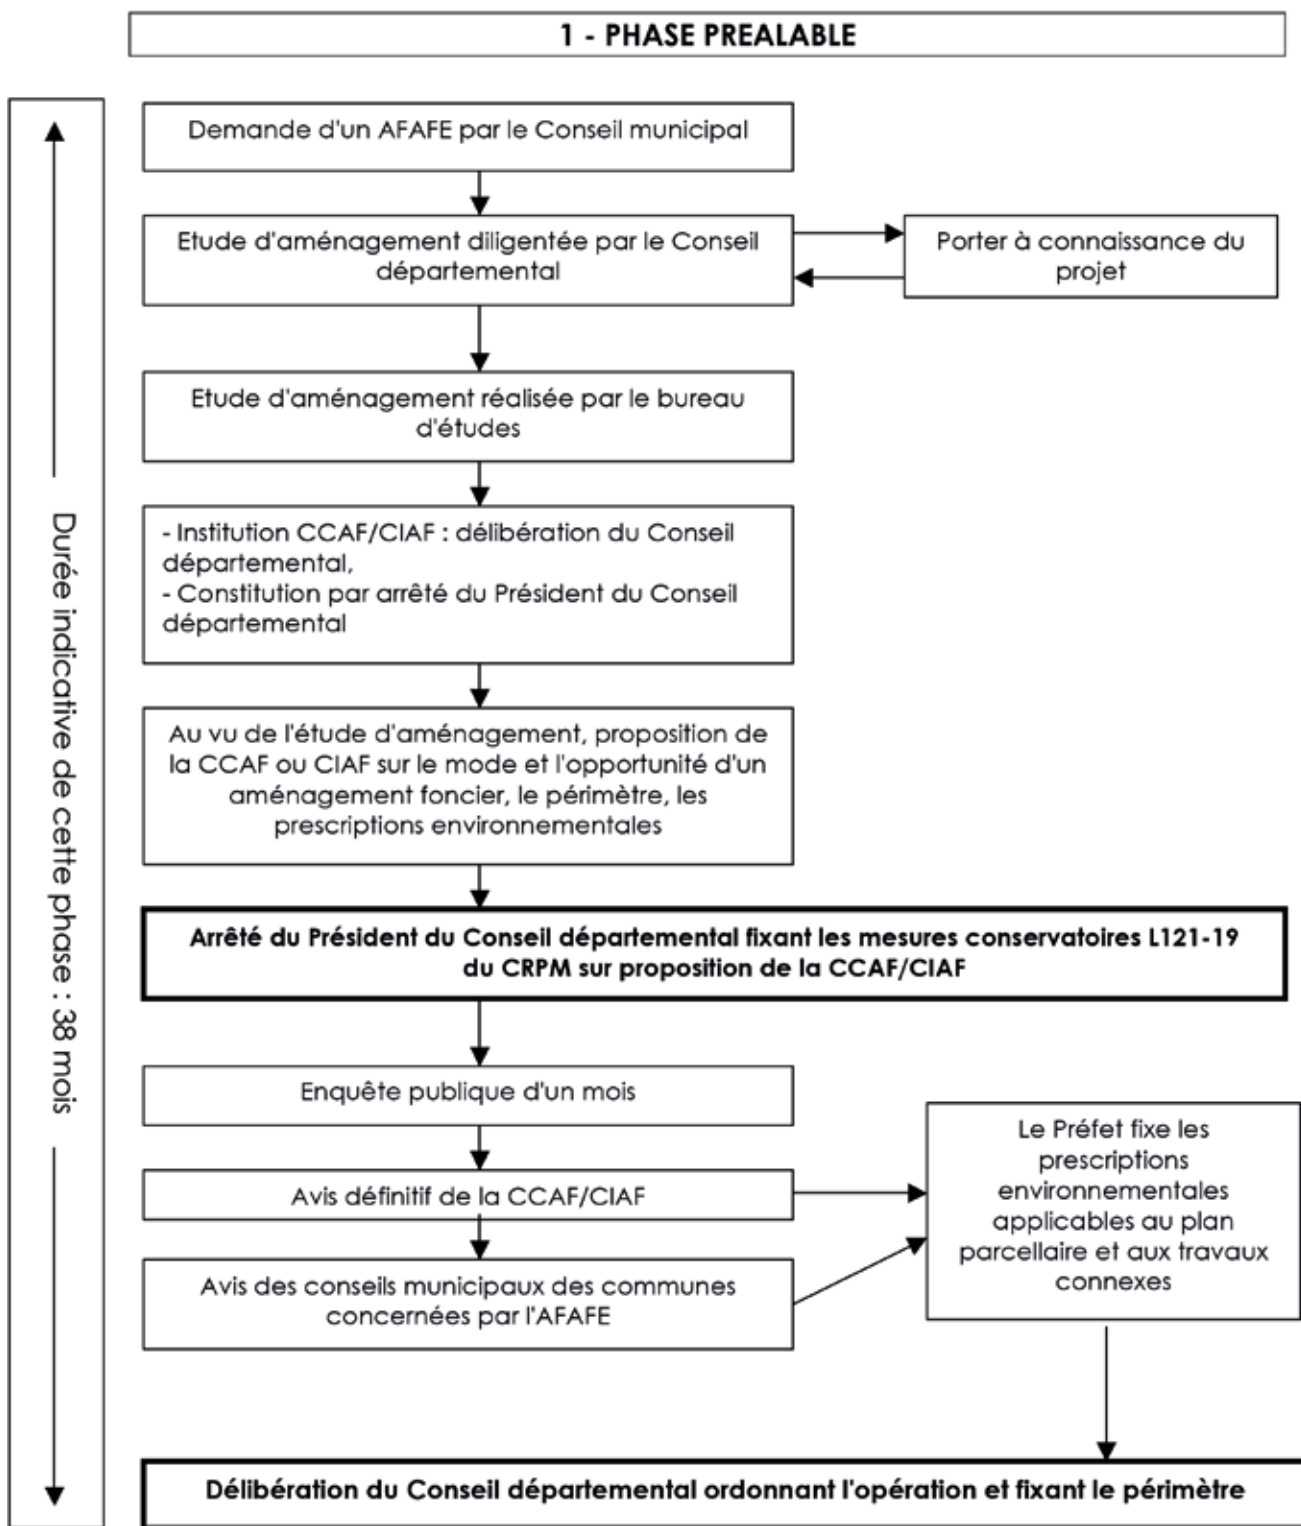 1 - PHASE PREALABLE
Demande d'un AFAFE par le Conseil municipal
Etude d'aménagement diligentée par le Conseil
départemental
Porter à connaissance du
projet
Etude d'aménagement réalisée par le bureau
d'études
- Institution CCAF/CIAF : délibération du Conseil
départemental,
- Constitution par arrêté du Président du Conseil
départemental
Au vu de l'étude d'aménagement, proposition de
la CCAF ou CIAF sur le mode et l'opportunité d'un
aménagement foncier, le périmètre, les
prescriptions environnementales
Arrêté du Président du Conseil départemental fixant les mesures conservatoires L121-19
du CRPM sur proposition de la CCAF/CIAF
Enquête publique d'un mois
Avis définitif de la CCAF/CIAF
Avis des conseils municipaux des communes
concernées par l'AFAFE
Le Préfet fixe les
prescriptions
environnementales
applicables au plan
parcellaire et aux travaux
connexes
Délibération du Conseil départemental ordonnant l'opération et fixant le périmètre
Durée indicative de cette phase : 38 mois